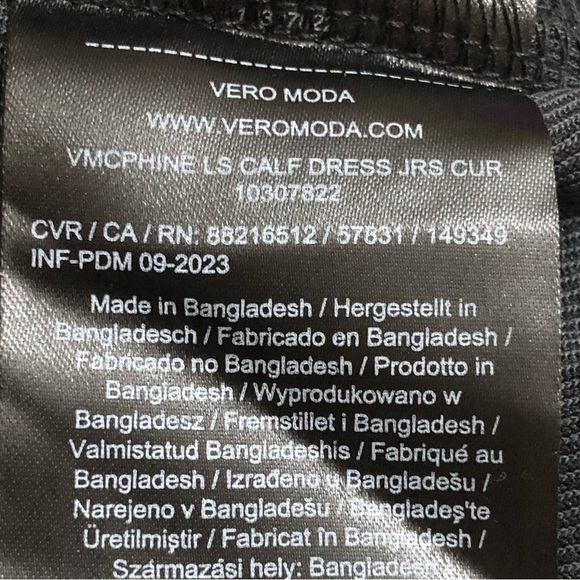 1372
VERO MODA
WWW.VEROMODA.COM
VMCPHINE LS CALF DRESS JRS CUR
10307822
CVR / CA / RN: 88216512 / 57831 / 149349
INF-PDM 09-2023
Made in Bangladesh / Hergestellt in
Bangladesch / Fabricado en Bangladesh /
Fabricado no Bangladesh / Prodotto in
Bangladesh / Wyprodukowano w
Bangladesz / Fremstillet i Bangladesh /
Valmistatud Bangladeshis / Fabriqué au
Bangladesh / Izrađeno u Bangladešu /
Narejeno v Bangladešu / Bangladeş'te
Üretilmiştir / Fabricat în Bangladesh /
Származási hely: Banglades